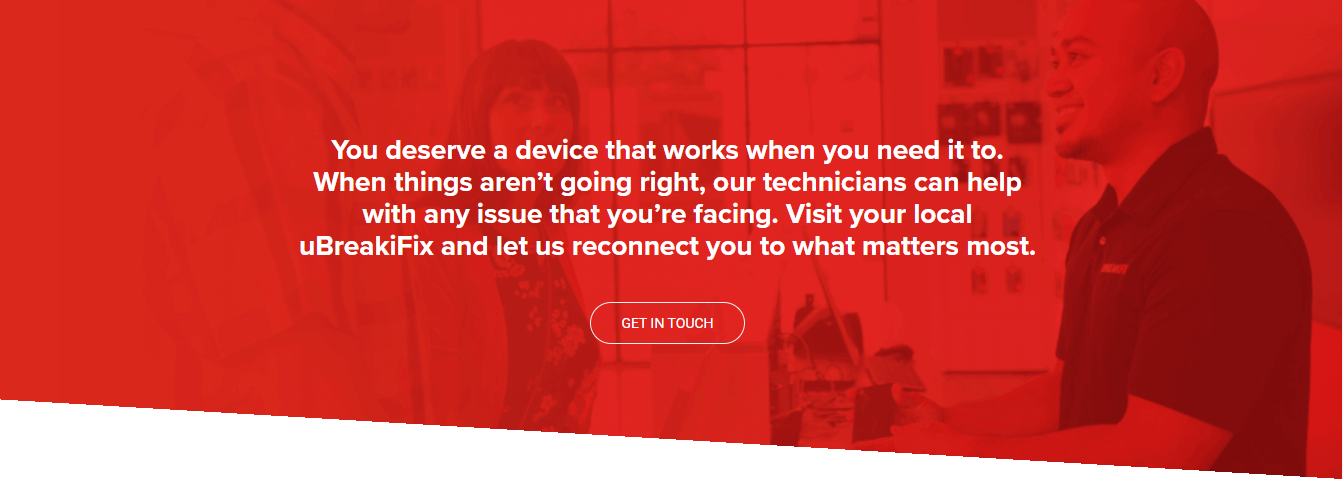 You deserve a device that works when you need it to.
When things aren’t going right, our technicians can help
with any issue that you’re facing. Visit your local
uBreakiFix and let us reconnect you to what matters most.
GET IN TOUCH